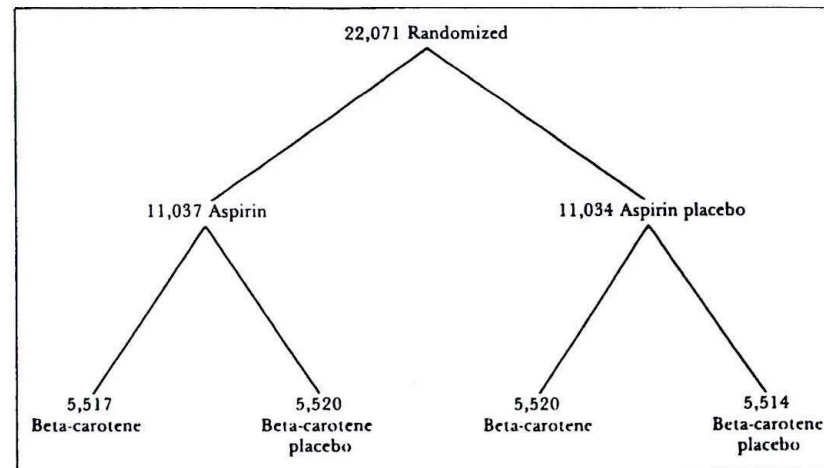 22,071 Randomized
11,037 Aspirin
11,034 Aspirin placebo
5,517
Beta-carotene
5,520
Beta-carotene
placebo
5,520
Beta-carotene
5,514
Beta-carotene
placebo